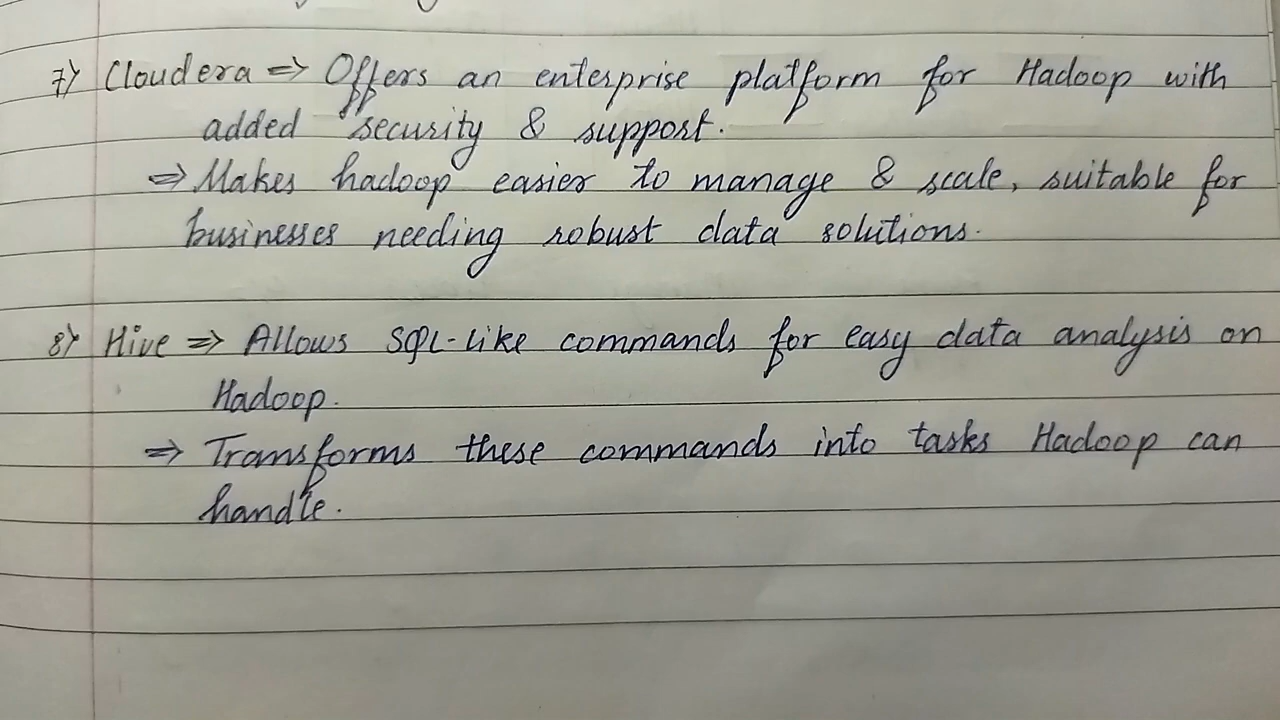 7) Cloudera => Offers an enterprise platform for Hadoop with
added security & support.
=> Makes hadoop easier to manage & scale, suitable for
businesses needing robust data solutions.
8) Hive => Allows SQL-like commands for easy data analysis on
Hadoop.
=> Transforms these commands into tasks Hadoop can
handle.